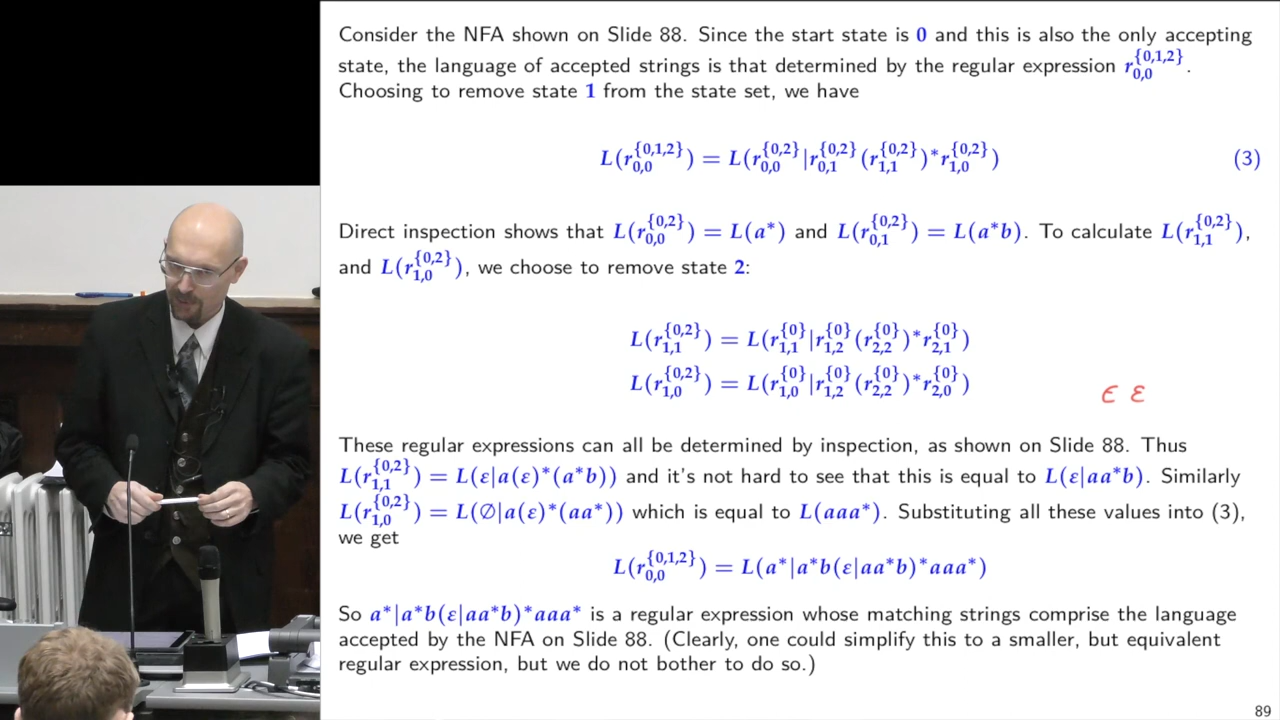 Consider the NFA shown on Slide 88. Since the start state is 0 and this is also the only accepting
state, the language of accepted strings is that determined by the regular expression r_{0,0}^{{0,1,2}}.
Choosing to remove state 1 from the state set, we have
L(r_{0,0}^{{0,1,2}}) = L(r_{0,0}^{{0,2}}|r_{0,1}^{{0,2}}(r_{1,1}^{{0,2}})*r_{1,0}^{{0,2}}) (3)
Direct inspection shows that L(r_{0,0}^{{0,2}}) = L(a*) and L(r_{0,1}^{{0,2}}) = L(a*b). To calculate L(r_{1,1}^{{0,2}}),
and L(r_{1,0}^{{0,2}}), we choose to remove state 2:
L(r_{1,1}^{{0,2}}) = L(r_{1,1}^{{0}}|r_{1,2}^{{0}}(r_{2,2}^{{0}})*r_{2,1}^{{0}})
L(r_{1,0}^{{0,2}}) = L(r_{1,0}^{{0}}|r_{1,2}^{{0}}(r_{2,2}^{{0}})*r_{2,0}^{{0}})
ϵ ε
These regular expressions can all be determined by inspection, as shown on Slide 88. Thus
L(r_{1,1}^{{0,2}}) = L(ε|a(ε)*(a*b)) and it's not hard to see that this is equal to L(ε|aa*b). Similarly
L(r_{1,0}^{{0,2}}) = L(∅|a(ε)*(aa*)) which is equal to L(aaa*). Substituting all these values into (3),
we get
L(r_{0,0}^{{0,1,2}}) = L(a*|a*b(ε|aa*b)*aaa*)
So a*|a*b(ε|aa*b)*aaa* is a regular expression whose matching strings comprise the language
accepted by the NFA on Slide 88. (Clearly, one could simplify this to a smaller, but equivalent
regular expression, but we do not bother to do so.)
89